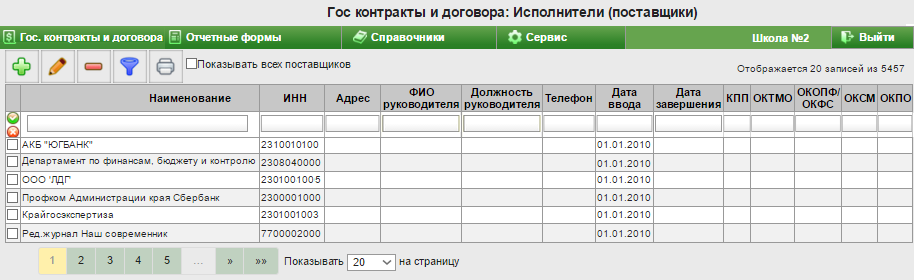 Гос контракты и договора: Исполнители (поставщики)
Гос. контракты и договора Отчетные формы Справочники Сервис Школа №2 Выйти
Показывать всех поставщиков
Отображается 20 записей из 5457
Наименование ИНН Адрес ФИО руководителя Должность руководителя Телефон Дата ввода Дата завершения КПП ОКТМО ОКОПФ/ОКФС ОКСМ ОКПО
АКБ "ЮГБАНК" 2310010100 01.01.2010
Департамент по финансам, бюджету и контролю 2308040000 01.01.2010
ООО 'ЛДГ' 2301001005 01.01.2010
Профком Администрации края Сбербанк 2300001000 01.01.2010
Крайгосэкспертиза 2301001003 01.01.2010
Ред.журнал Наш современник 7700002000 01.01.2010
1 2 3 4 5 ... » »» Показывать 20 на страницу